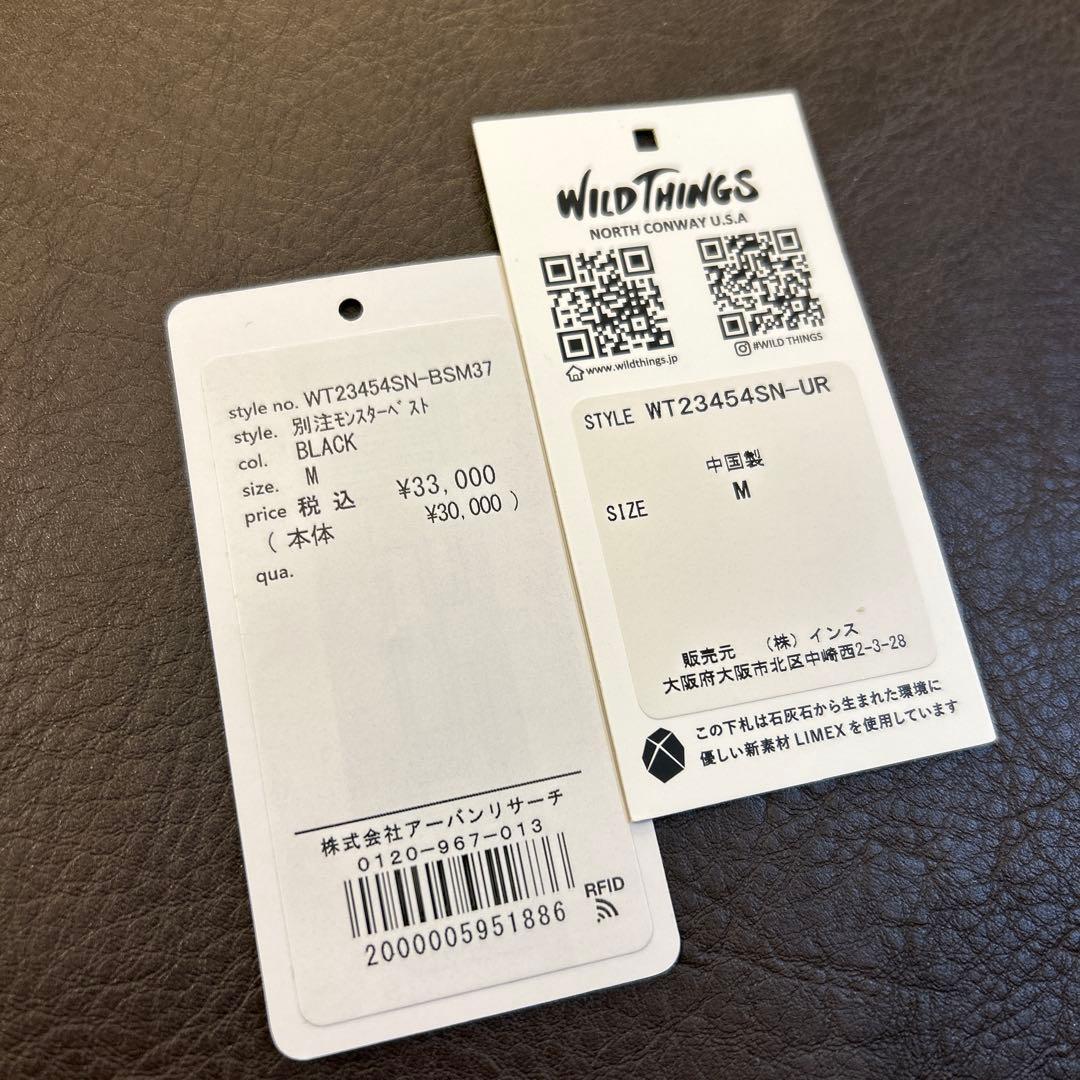 style no. WT23454SN-BSM37
style. 別注ﾓﾝｽﾀｰﾍﾞｽﾄ
col. BLACK
size. M
price 税込 ¥33,000
( 本体 ¥30,000 )
qua.
株式会社アーバンリサーチ
0120-967-013
2000005951886
RFID
WILD THINGS
NORTH CONWAY U.S.A
www.wildthings.jp
#WILD THINGS
STYLE WT23454SN-UR
中国製
SIZE M
販売元 (株)インス
大阪府大阪市北区中崎西2-3-28
この下札は石灰石から生まれた環境に
優しい新素材 LIMEX を使用しています